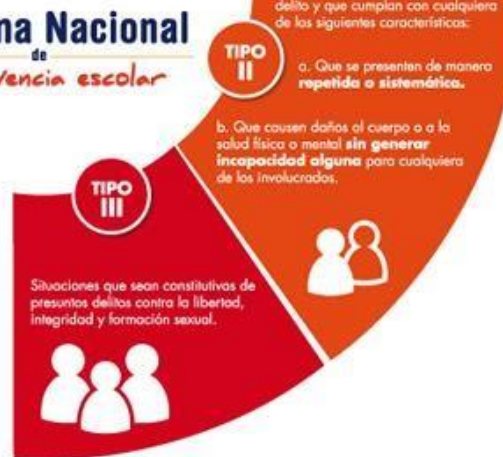 ma Nacional
de
vencia escolar
delito y que cumplan con cualquiera
de las siguientes características:
TIPO
II
a. Que se presenten de manera
repetida o sistemática.
b. Que causen daños al cuerpo o a la
salud física o mental sin generar
incapacidad alguna para cualquiera
de los involucrados.
TIPO
III
Situaciones que sean constitutivas de
presuntos delitos contra la libertad,
integridad y formación sexual.